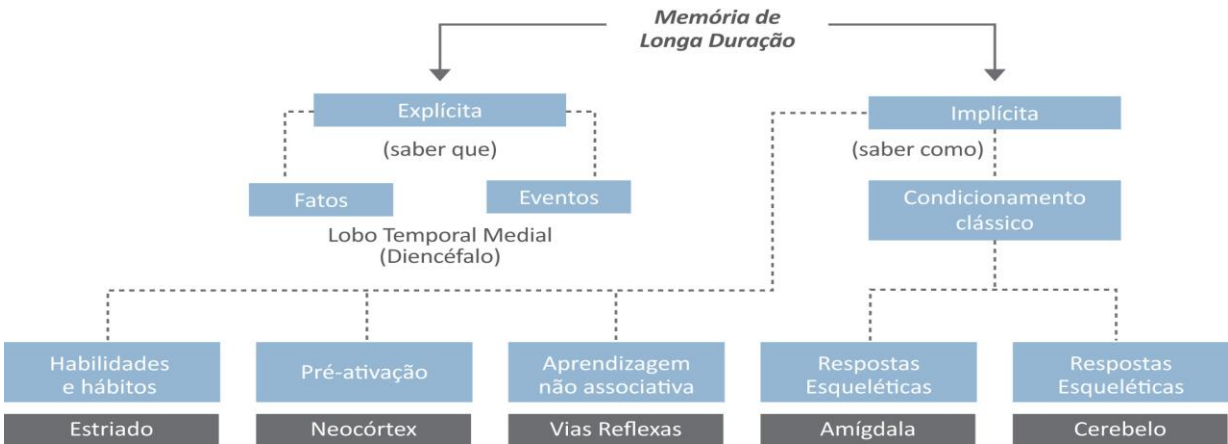 Memória de
Longa Duração
Explícita
Implícita
(saber que)
(saber como)
Fatos
Eventos
Condicionamento
clássico
Lobo Temporal Medial
(Diencéfalo)
Habilidades
e hábitos
Pré-ativação
Aprendizagem
não associativa
Respostas
Esqueléticas
Respostas
Esqueléticas
Estriado
Neocórtex
Vias Reflexas
Amígdala
Cerebelo